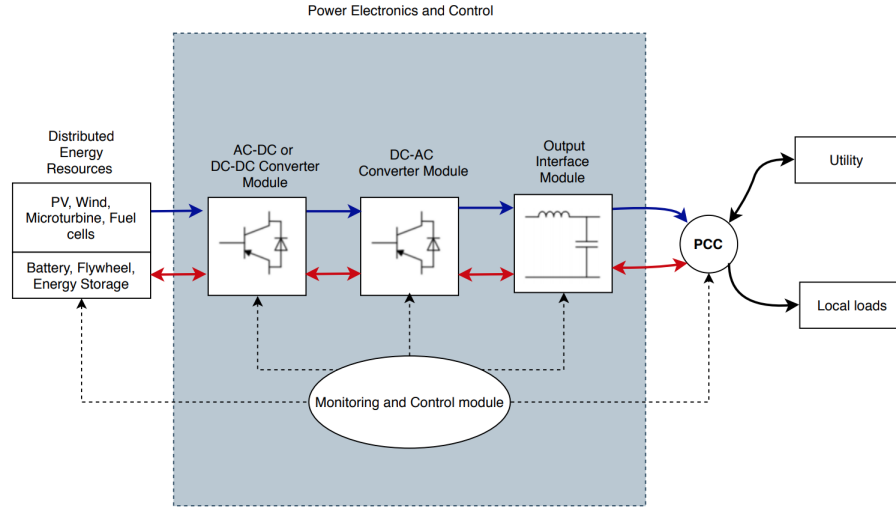 Power Electronics and Control
Distributed
Energy
Resources
AC-DC or
DC-DC Converter
Module
DC-AC
Converter Module
Output
Interface
Module
PV, Wind,
Microturbine, Fuel
cells
Battery, Flywheel,
Energy Storage
PCC
Utility
Local loads
Monitoring and Control module